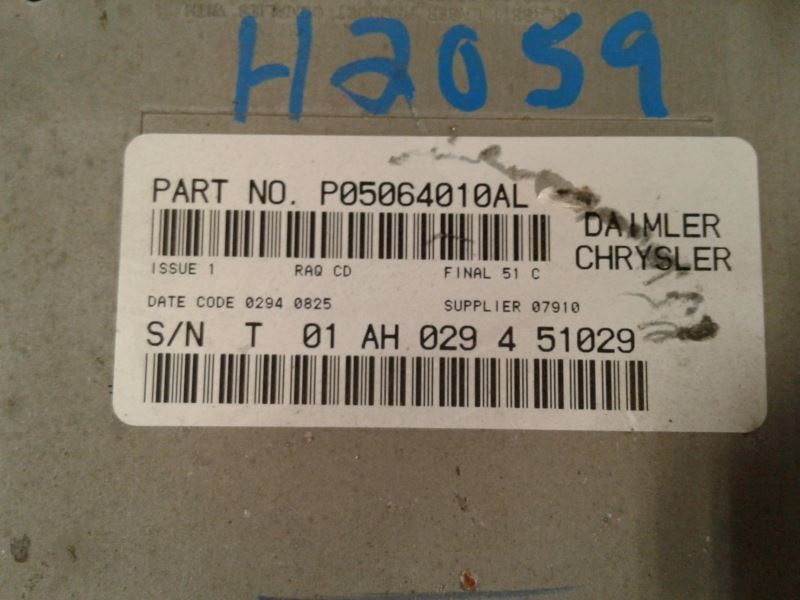 H2059
PART NO. P05064010AL
DAIMLER
CHRYSLER
ISSUE 1 RAQ CD FINAL 51 C
DATE CODE 0294 0825 SUPPLIER 07910
S/N T 01 AH 029 4 51029